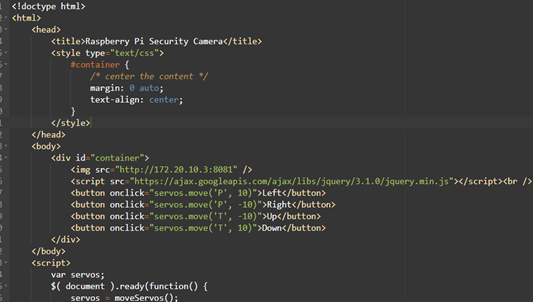 <!doctype html>
<html>
<head>
<title>Raspberry Pi Security Camera</title>
<style type="text/css">
#container {
/* center the content */
margin: 0 auto;
text-align: center;
}
</style>
</head>
<body>
<div id="container">
<img src="http://172.20.10.3:8081" />
<script src="https://ajax.googleapis.com/ajax/libs/jquery/3.1.0/jquery.min.js"></script><br />
<button onclick="servos.move('P', 10)">Left</button>
<button onclick="servos.move('P', -10)">Right</button>
<button onclick="servos.move('T', -10)">Up</button>
<button onclick="servos.move('T', 10)">Down</button>
</div>
</body>
<script>
var servos;
$( document ).ready(function() {
servos = moveServos();